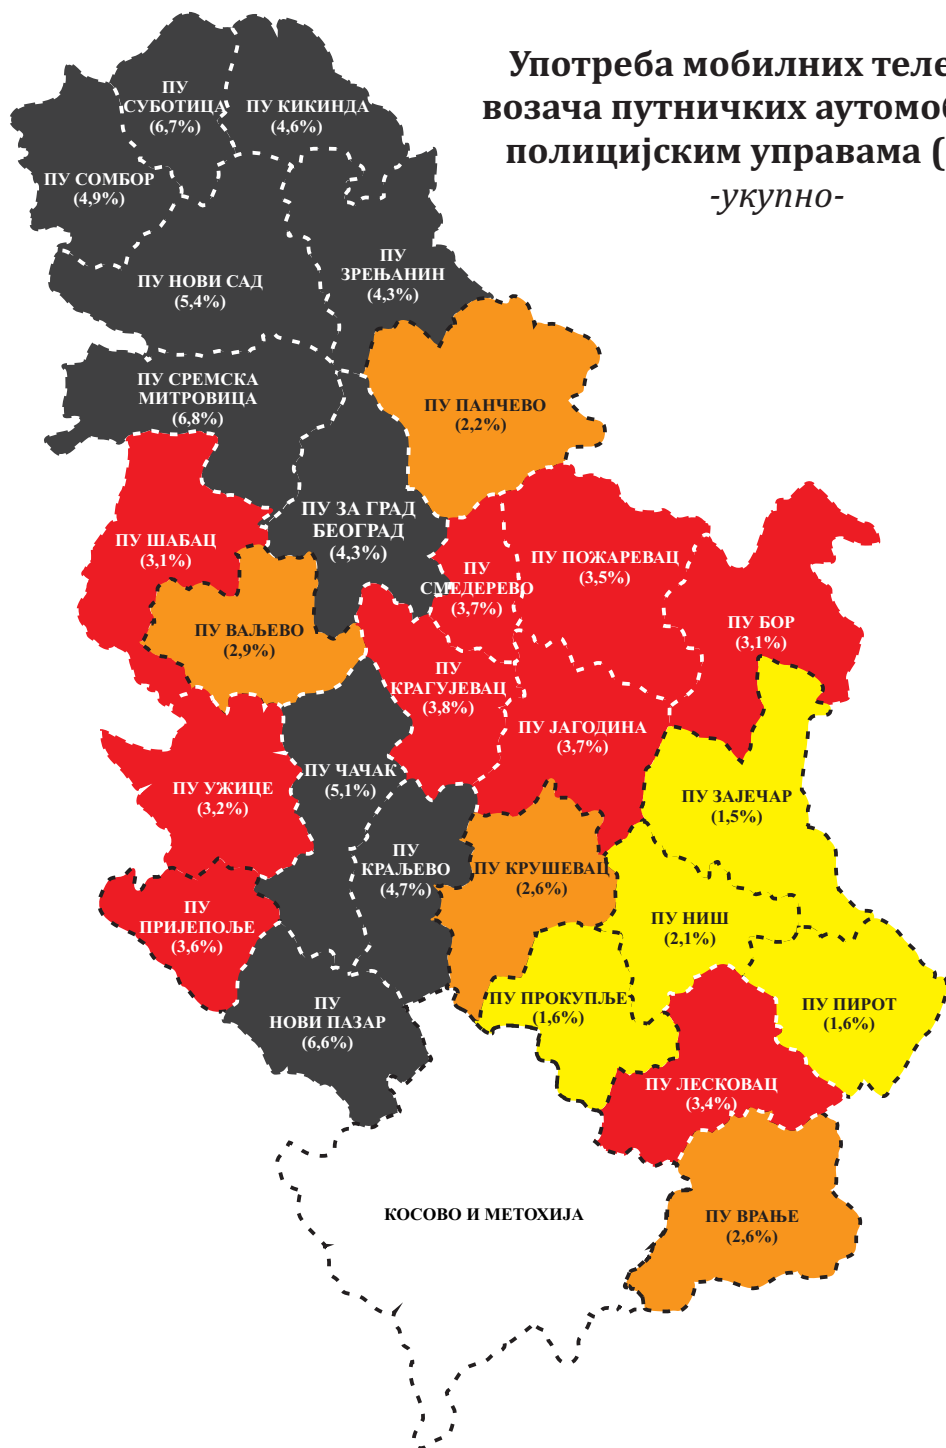 Употреба мобилних
возача путничких
полицијским управама (
-укупно-
ПУ
СУБОТИЦА
(6,7%)
ПУ КИКИНДА
(4,6%)
ПУ СОМБОР
(4,9%)
ПУ НОВИ САД
(5,4%)
ПУ
ЗРЕЊАНИН
(4,3%)
ПУ СРЕМСКА
МИТРОВИЦА
(6,8%)
ПУ ПАНЧЕВО
(2,2%)
ПУ ЗА ГРАД
БЕОГРАД
(4,3%)
ПУ ШАБАЦ
(3,1%)
ПУ
СМЕДЕРЕВО
(3,7%)
ПУ ПОЖАРЕВАЦ
(3,5%)
ПУ БОР
(3,1%)
ПУ ВАЉЕВО
(2,9%)
ПУ
КРАГУЈЕВАЦ
(3,8%)
ПУ ЈАГОДИНА
(3,7%)
ПУ УЖИЦЕ
(3,2%)
ПУ ЧАЧАК
(5,1%)
ПУ ЗАЈЕЧАР
(1,5%)
ПУ
КРАЉЕВО
(4,7%)
ПУ КРУШЕВАЦ
(2,6%)
ПУ
ПРИЈЕПОЉЕ
(3,6%)
ПУ НИШ
(2,1%)
ПУ
НОВИ ПАЗАР
(6,6%)
ПУ ПРОКУПЉЕ
(1,6%)
ПУ ПИРОТ
(1,6%)
ПУ ЛЕСКОВАЦ
(3,4%)
КОСОВО И МЕТОХИЈА
ПУ ВРАЊЕ
(2,6%)